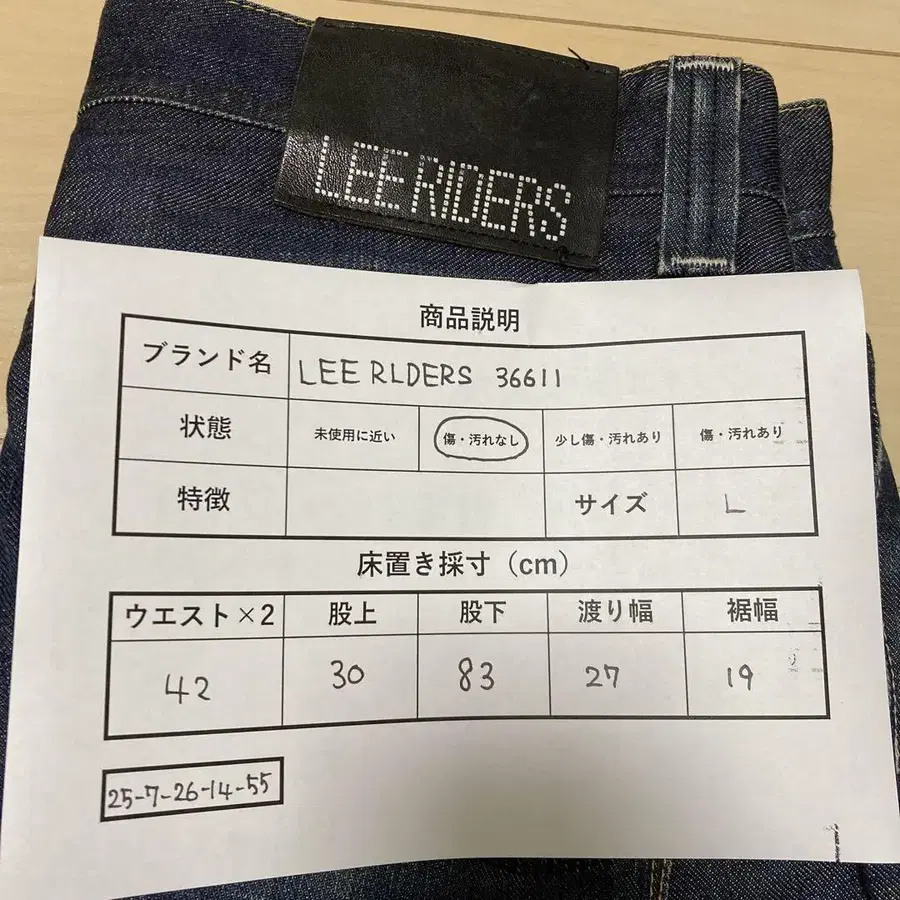 LEE RIDERS
商品説明
ブランド名 LEE RLDERS 36611
状態 未使用に近い 傷・汚れなし 少し傷・汚れあり 傷・汚れあり
特徴 サイズ L
床置き採寸（cm）
ウエスト×2 股上 股下 渡り幅 裾幅
42 30 83 27 19
25-7-26-14-55